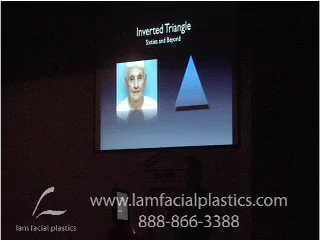 Inverted Triangle
Sixties and Beyond
www.lamfacialplastics.com
888-866-3388
lam facial plastics